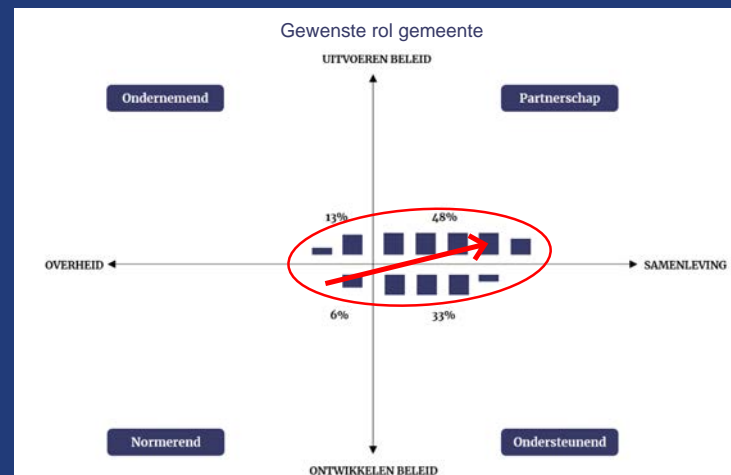 Gewenste rol gemeente
UITVOEREN BELEID
Ondernemend
Partnerschap
13%
48%
OVERHEID
SAMENLEVING
6%
33%
Normerend
Ondersteunend
ONTWIKKELEN BELEID